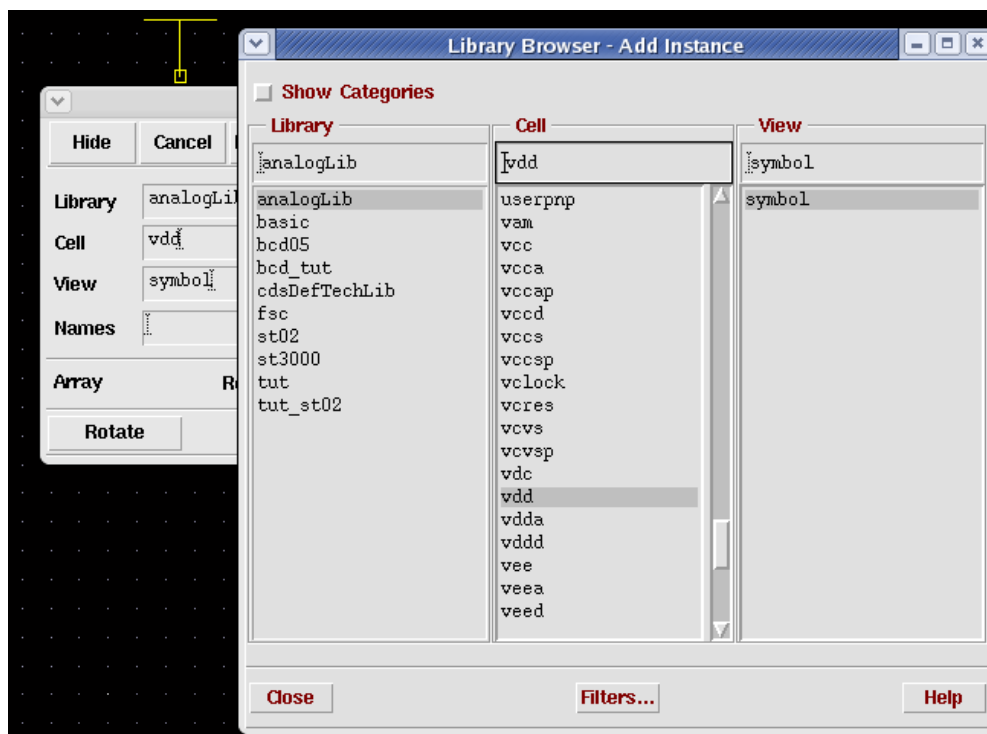 Library Browser - Add Instance
Show Categories
Hide
Cancel
Library
analogLi
Cell
vdd
View
symbol
Names
Array
Rotate
Library
analogLib
analogLib
basic
bcd05
bcd_tut
cdsDefTechLib
fsc
st02
st3000
tut
tut_st02
Cell
vdd
userpnp
vam
vcc
vcca
vccap
vccd
vccs
vccsp
vclock
vcres
vcvs
vcvsp
vdc
vdd
vdda
vddd
vee
veea
veed
View
symbol
symbol
Close
Filters...
Help